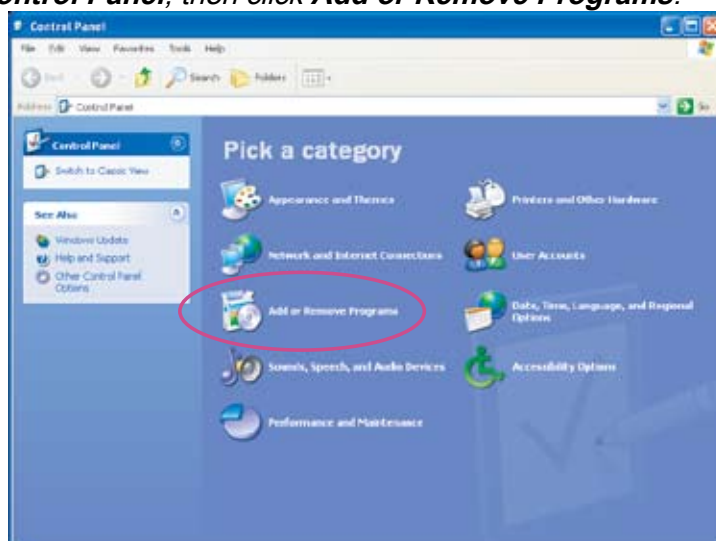 ontrol Panel, then click Add or Remove Programs.
Control Panel
File Edit View Favorites Tools Help
Back Search Folders
Address Control Panel Go
Control Panel
Switch to Classic View
See Also
Windows Update
Help and Support
Other Control Panel Options
Pick a category
Appearance and Themes
Printers and Other Hardware
Network and Internet Connections
User Accounts
Add or Remove Programs
Date, Time, Language, and Regional Options
Sounds, Speech, and Audio Devices
Accessibility Options
Performance and Maintenance